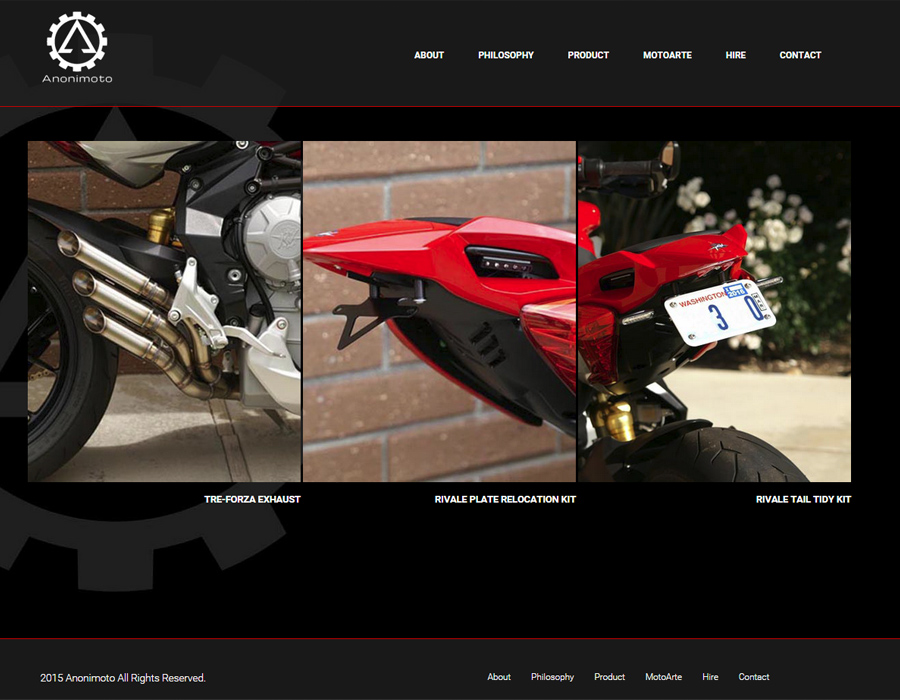 Anonimoto
ABOUT PHILOSOPHY PRODUCT MOTOARTE HIRE CONTACT
WASHINGTON 2015
3 0
TRE-FORZA EXHAUST
RIVALE PLATE RELOCATION KIT
RIVALE TAIL TIDY KIT
2015 Anonimoto All Rights Reserved.
About Philosophy Product MotoArte Hire Contact